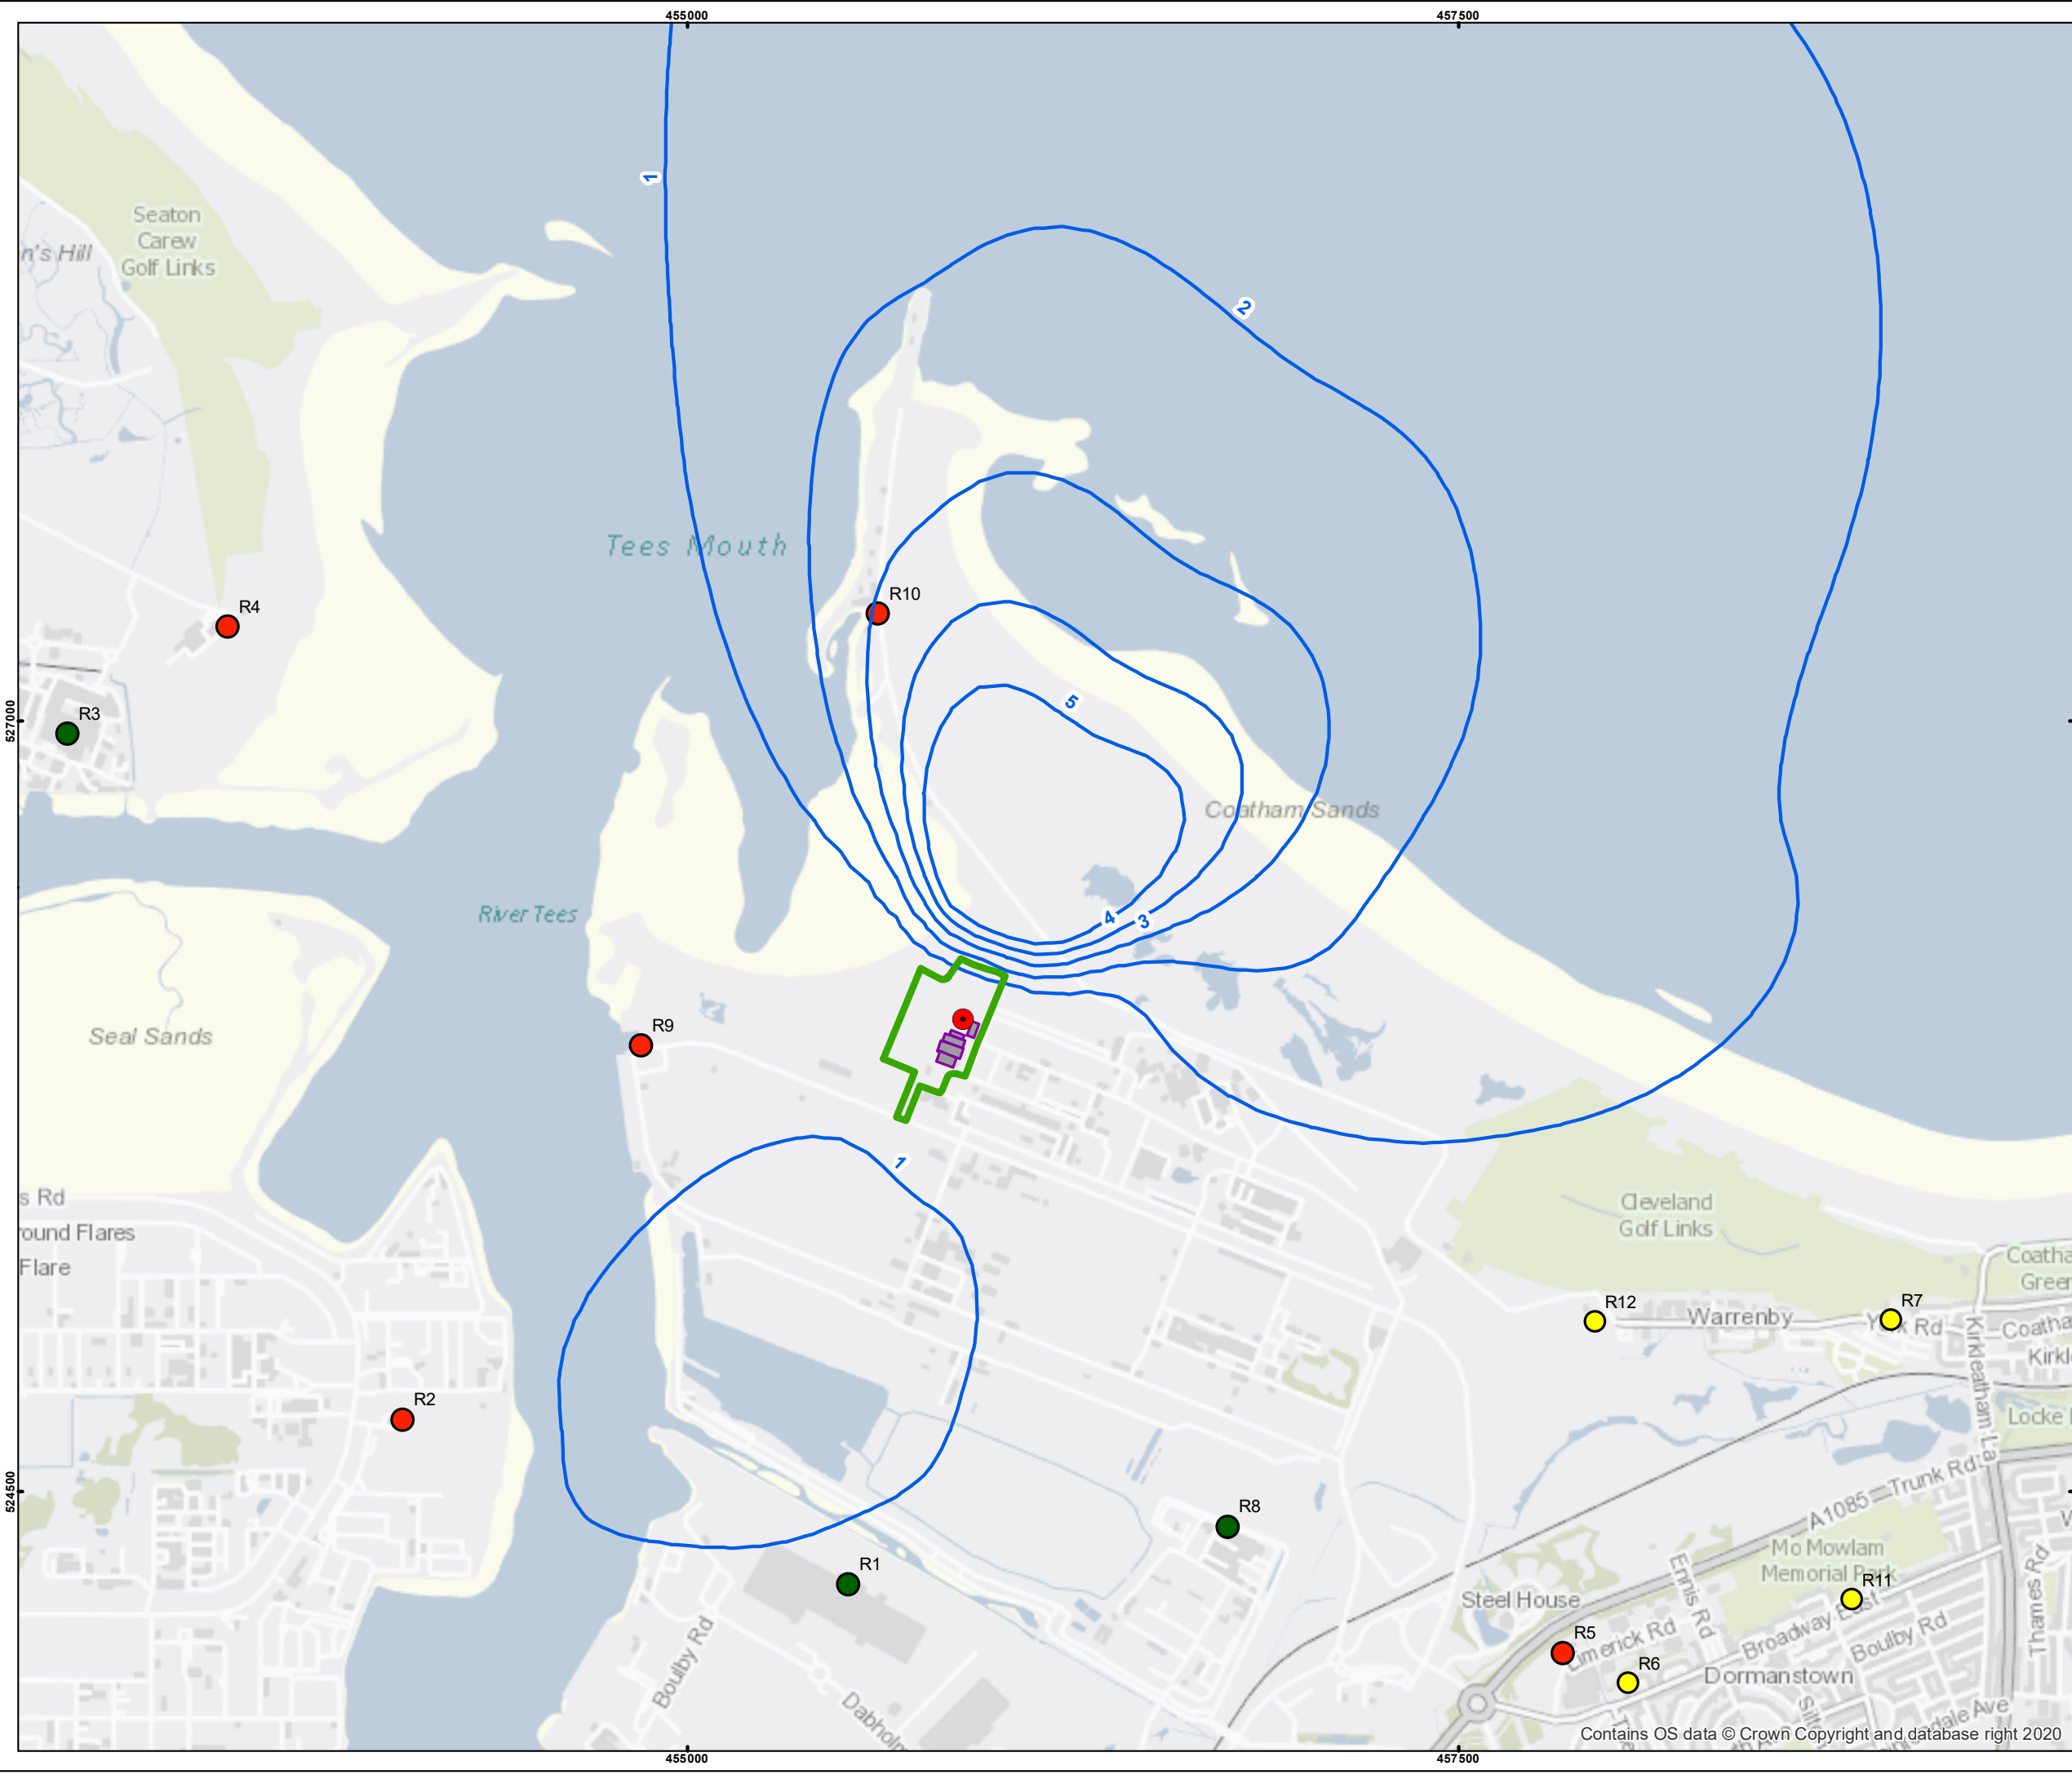 455000
457500
1
Seaton
Carew
Golf Links
n's Hill
2
Tees Mouth
R10
R4
R3
527000
5
Coatham Sands
4
3
River Tees
R9
Seal Sands
1
s Rd
round Flares
Flare
Cleveland
Golf Links
Coatha
Green
R12
R7
Warrenby
Rd
Coatha
Kirkl
Kirkleatham La
R2
Locke
524500
R8
A1085
Trunk Rd
R1
Mo Mowlam
Memorial Park
R11
Steel House
Ennis Rd
Thames Rd
R5
Limerick Rd
Broadway East
Boulby Rd
R6
Dormanstown
Boulby Rd
Dabholm
dale Ave
Contains OS data © Crown Copyright and database right 2020
455000
457500